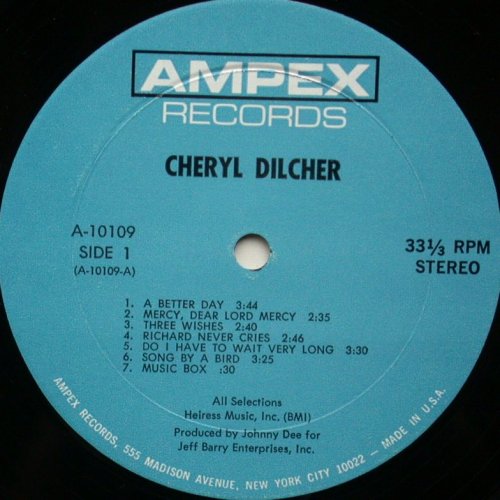 AMPEX
RECORDS
CHERYL DILCHER
A-10109
SIDE 1
(A-10109-A)
33⅓ RPM
STEREO
1. A BETTER DAY 3:44
2. MERCY, DEAR LORD MERCY 2:35
3. THREE WISHES 2:40
4. RICHARD NEVER CRIES 2:46
5. DO I HAVE TO WAIT VERY LONG 3:30
6. SONG BY A BIRD 3:25
7. MUSIC BOX :30
All Selections
Heiress Music, Inc. (BMI)
Produced by Johnny Dee for
Jeff Barry Enterprises, Inc.
AMPEX RECORDS, 555 MADISON AVENUE, NEW YORK CITY 10022 – MADE IN U.S.A.